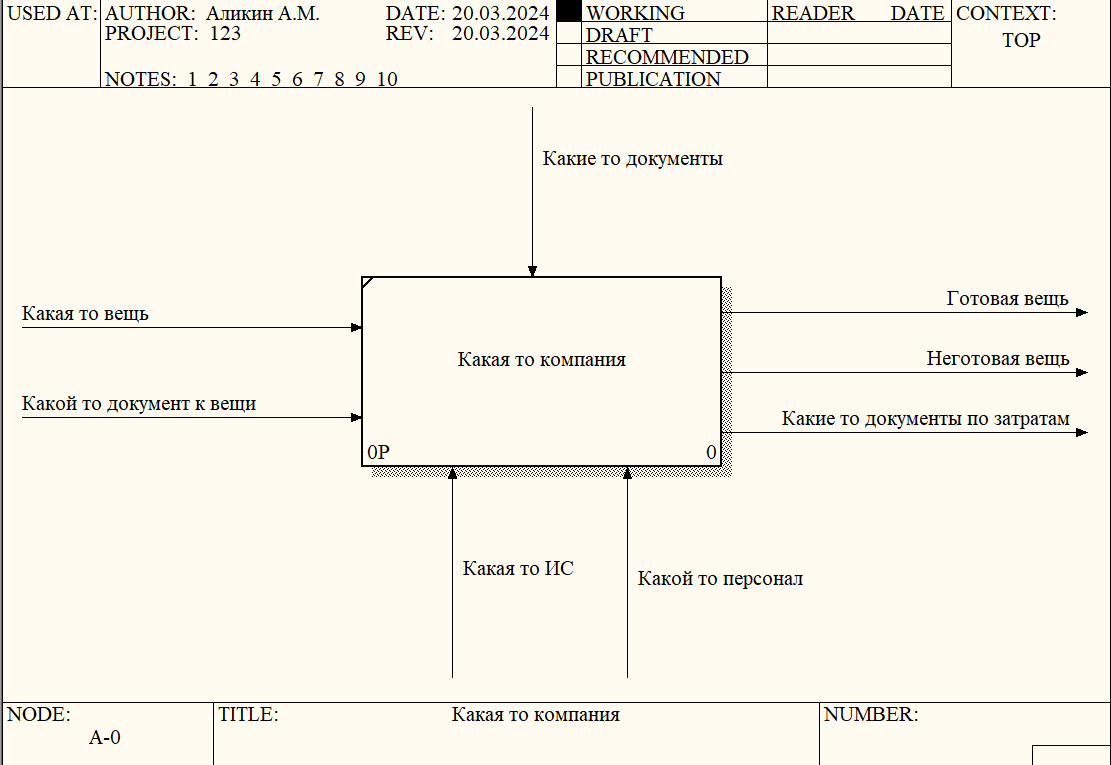 USED AT:
AUTHOR: Аликин А.М.
DATE: 20.03.2024
PROJECT: 123
REV: 20.03.2024
NOTES: 1 2 3 4 5 6 7 8 9 10
WORKING
DRAFT
RECOMMENDED
PUBLICATION
READER DATE
CONTEXT:
TOP
Какие то документы
Какая то вещь
Какой то документ к вещи
Какая то компания
0Р
0
Готовая вещь
Неготовая вещь
Какие то документы по затратам
Какая то ИС
Какой то персонал
NODE:
A-0
TITLE:
Какая то компания
NUMBER: